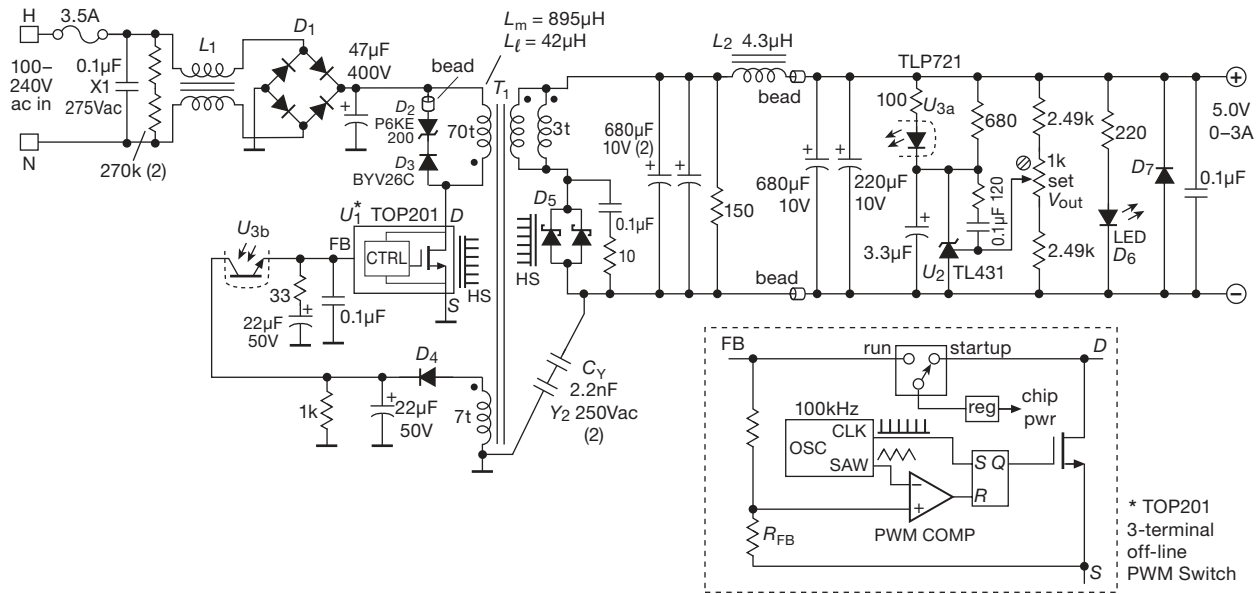 H
3.5A
100–
240V
ac in
N
0.1µF
X1
275Vac
270k (2)
L1
D1
47µF
400V
bead
D2
P6KE
200
D3
BYV26C
Lm = 895µH
Lℓ = 42µH
T1
70t
3t
L2 4.3µH
bead
680µF
10V (2)
150
680µF
10V
220µF
10V
TLP721
100
U3a
680
2.49k
1k
set
Vout
2.49k
220
LED
D6
D7
0.1µF
+
5.0V
0–3A
−
3.3µF
0.1µF
120
U2
TL431
bead
D5
HS
0.1µF
10
U1*
TOP201
D
FB
CTRL
S
HS
U3b
33
22µF
50V
0.1µF
D4
1k
22µF
50V
7t
CY
2.2nF
Y2 250Vac
(2)
FB
run
startup
D
reg
chip
pwr
100kHz
OSC
CLK
SAW
S Q
R
−
+
PWM COMP
RFB
S
* TOP201
3-terminal
off-line
PWM Switch